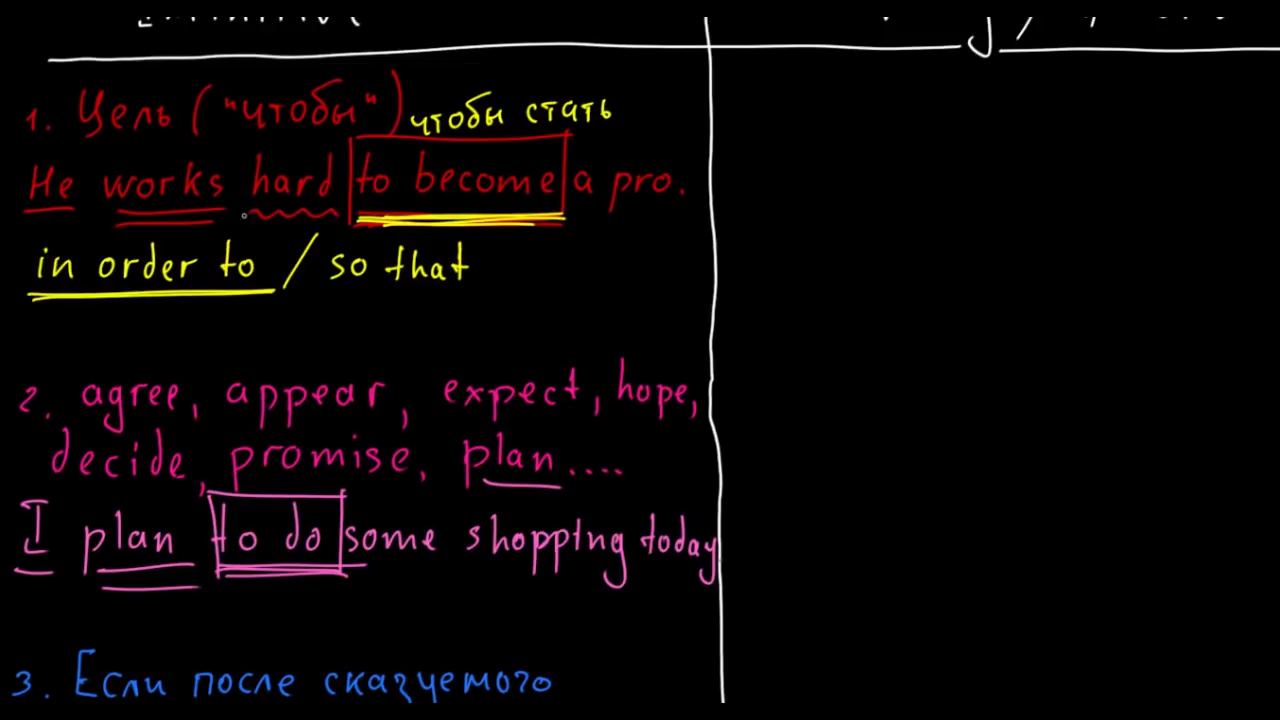 1. Цель ("чтобы") чтобы стать
He works hard to become a pro.
in order to / so that
2. agree, appear, expect, hope,
decide, promise, plan....
I plan to do some shopping today
3. Если после сказуемого